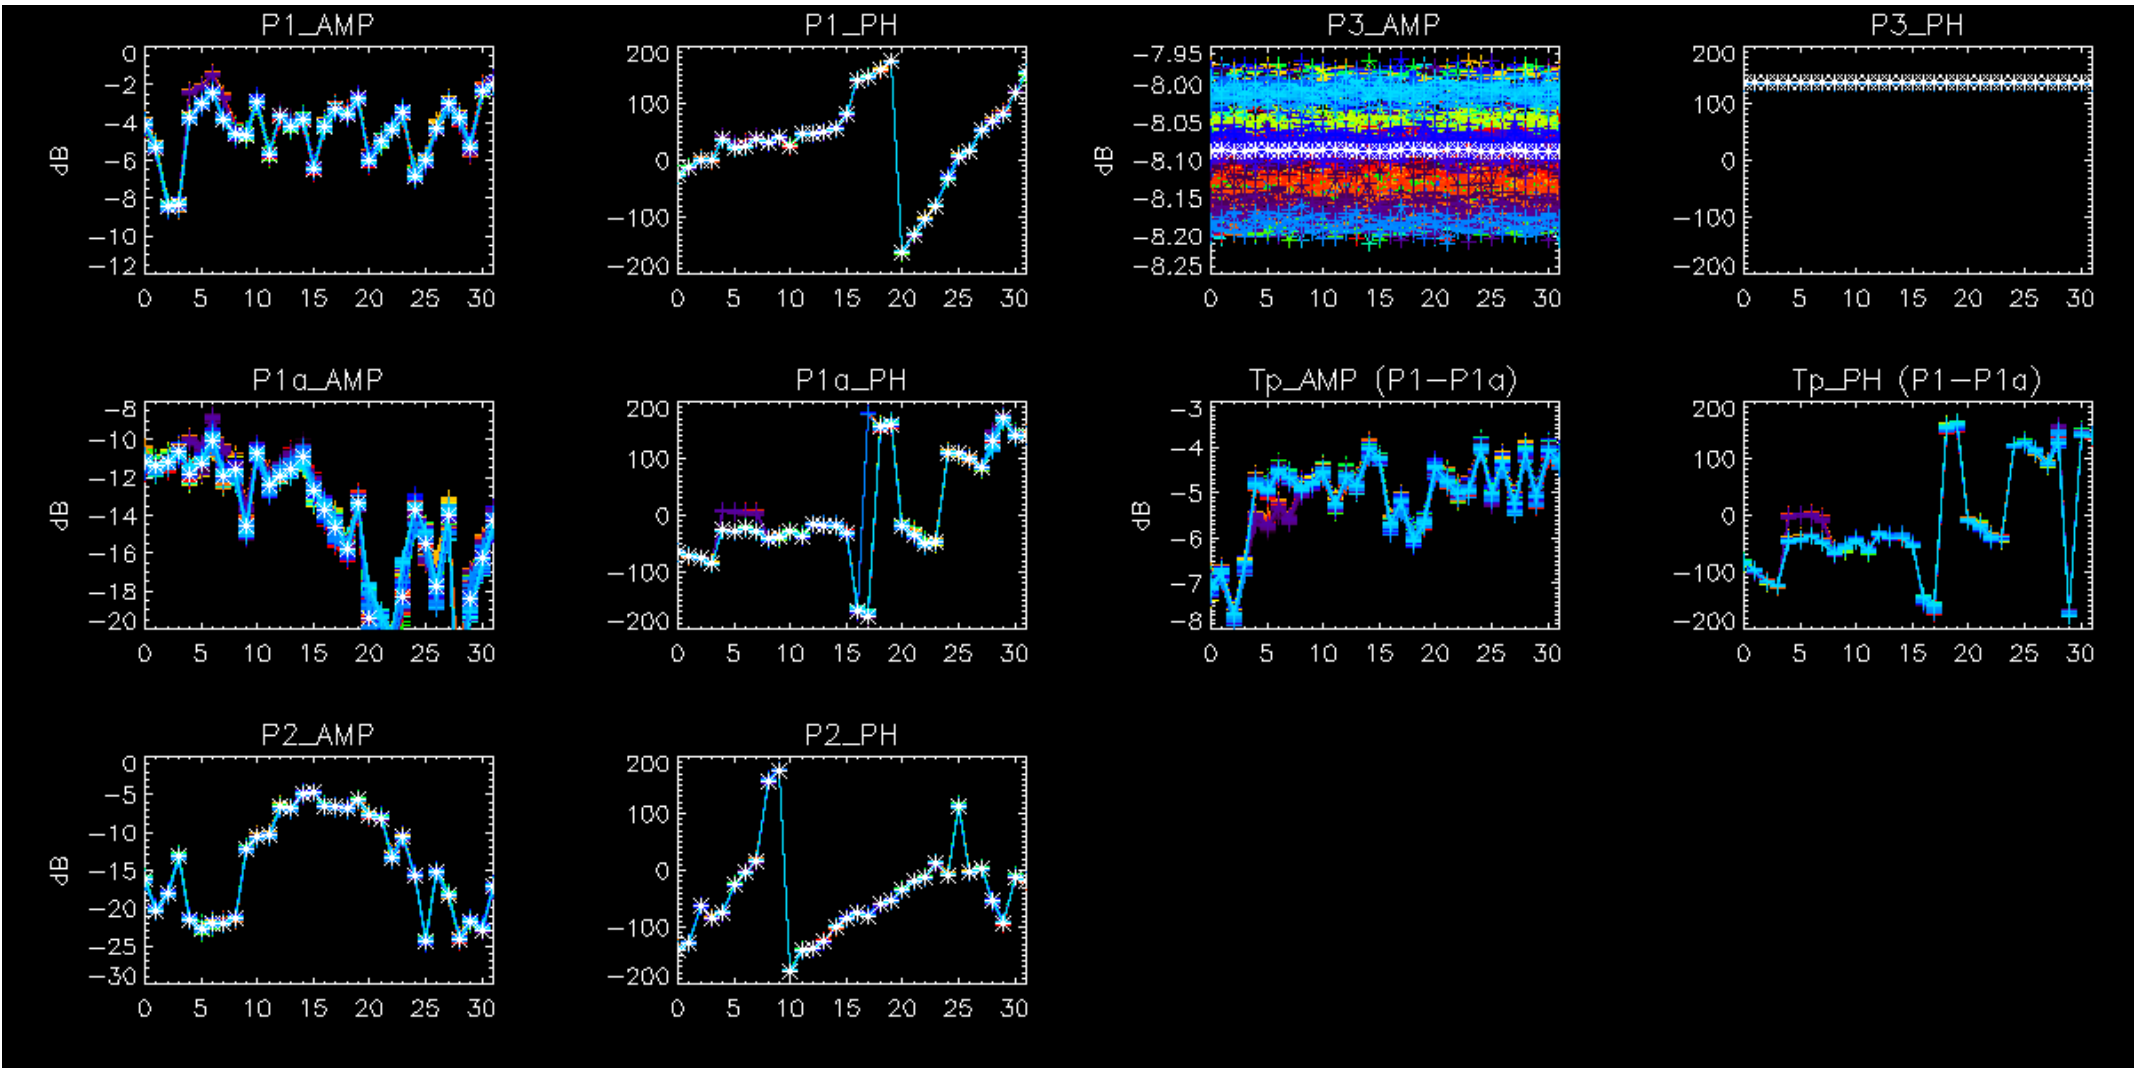 P1_AMP
0
−2
−4
−6
−8
−10
−12
dB
0 5 10 15 20 25 30
P1_PH
200
100
0
−100
−200
0 5 10 15 20 25 30
P3_AMP
−7.95
−8.00
−8.05
−8.10
−8.15
−8.20
−8.25
dB
0 5 10 15 20 25 30
P3_PH
200
100
0
−100
−200
0 5 10 15 20 25 30
P1a_AMP
−8
−10
−12
−14
−16
−18
−20
dB
0 5 10 15 20 25 30
P1a_PH
200
100
0
−100
−200
0 5 10 15 20 25 30
Tp_AMP (P1−P1a)
−3
−4
−5
−6
−7
−8
dB
0 5 10 15 20 25 30
Tp_PH (P1−P1a)
200
100
0
−100
−200
0 5 10 15 20 25 30
P2_AMP
0
−5
−10
−15
−20
−25
−30
dB
0 5 10 15 20 25 30
P2_PH
200
100
0
−100
−200
0 5 10 15 20 25 30